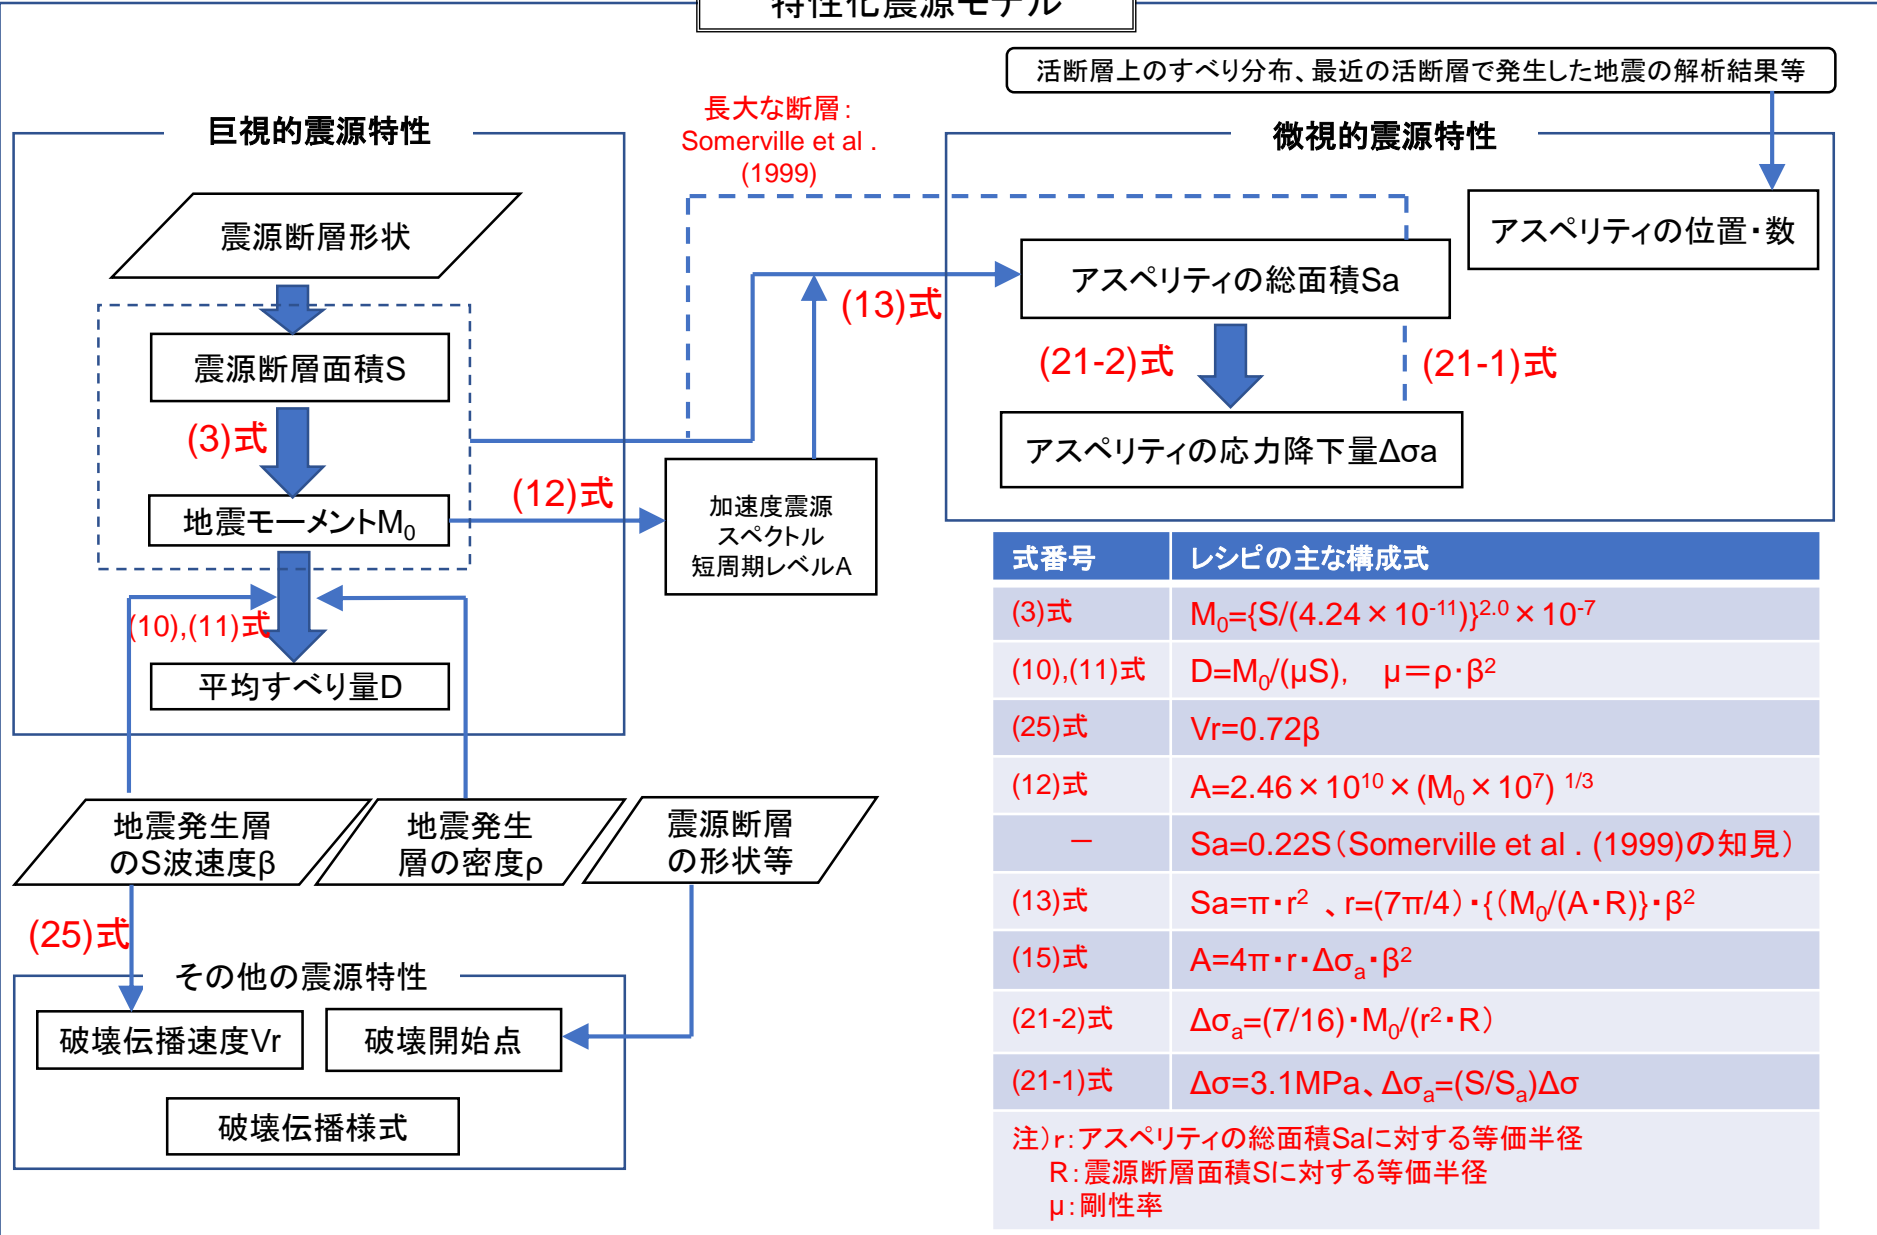 特性化震源モデル
活断層上のすべり分布、最近の活断層で発生した地震の解析結果等
長大な断層：
Somerville et al .
(1999)
巨視的震源特性
微視的震源特性
震源断層形状
アスペリティの位置・数
アスペリティの総面積Sa
(13)式
震源断層面積S
(21-2)式
(21-1)式
(3)式
アスペリティの応力降下量Δσa
(12)式
地震モーメントM₀
加速度震源
スペクトル
短周期レベルA
(10),(11)式
平均すべり量D
地震発生層
のS波速度β
地震発生
層の密度ρ
震源断層
の形状等
(25)式
その他の震源特性
破壊伝播速度Vr
破壊開始点
破壊伝播様式
式番号 レシピの主な構成式
(3)式 M₀={S/(4.24×10⁻¹¹)}²·⁰×10⁻⁷
(10),(11)式 D=M₀/(μS), μ＝ρ・β²
(25)式 Vr=0.72β
(12)式 A=2.46×10¹⁰×(M₀×10⁷) ¹/³
－ Sa=0.22S（Somerville et al . (1999)の知見）
(13)式 Sa=π・r² 、r=(7π/4）・{（M₀/(A・R)}・β²
(15)式 A=4π・r・Δσₐ・β²
(21-2)式 Δσₐ=(7/16)・M₀/(r²・R）
(21-1)式 Δσ=3.1MPa、Δσₐ=(S/Sₐ)Δσ
注）r：アスペリティの総面積Saに対する等価半径
R：震源断層面積Sに対する等価半径
μ：剛性率